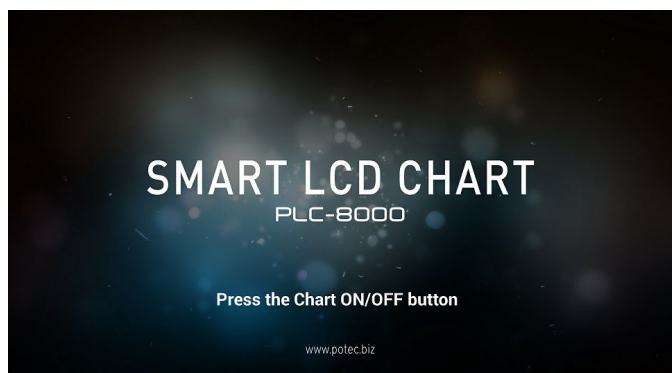 SMART LCD CHART
PLC-8000
Press the Chart ON/OFF button
www.potec.biz